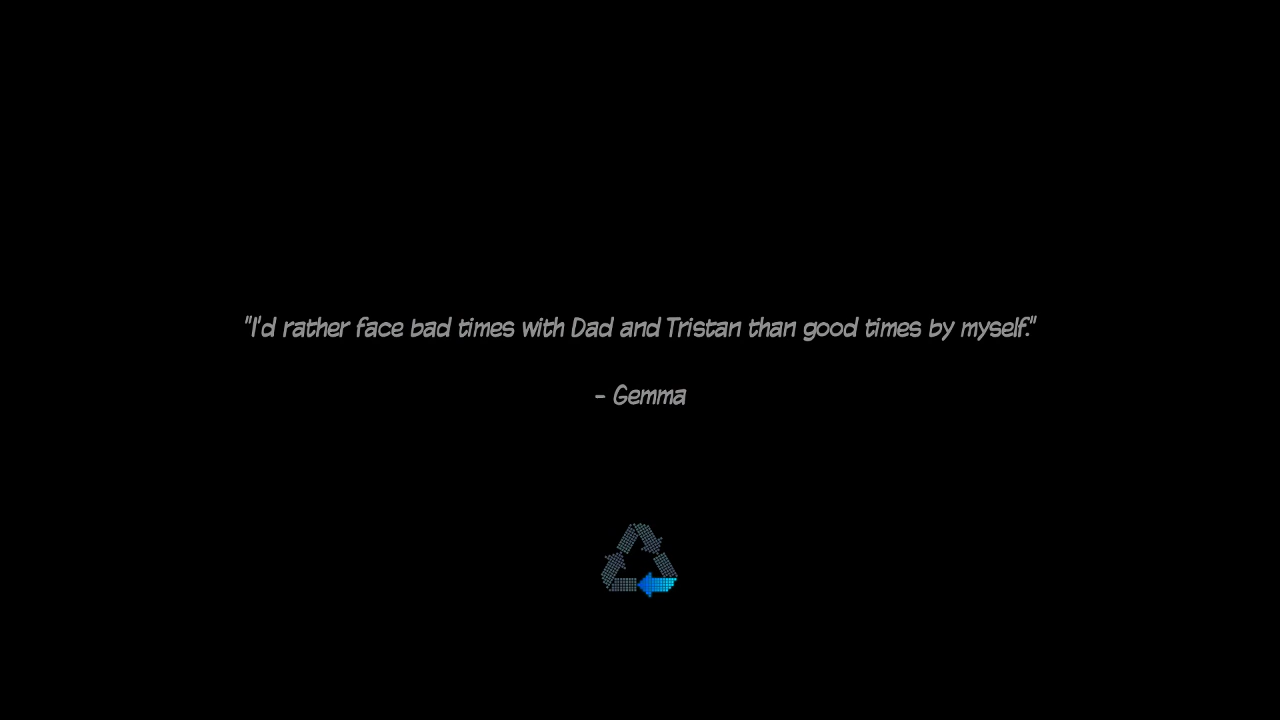 "I'd rather face bad times with Dad and Tristan than good times by myself."
- Gemma